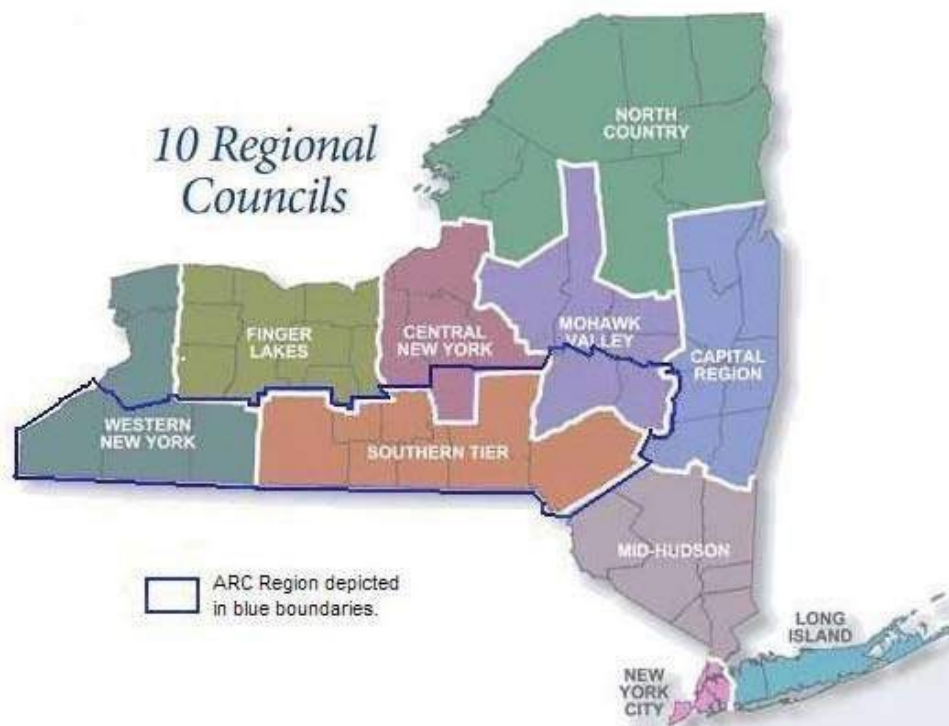 10 Regional
Councils
NORTH
COUNTRY
FINGER
LAKES
CENTRAL
NEW YORK
MOHAWK
VALLEY
CAPITAL
REGION
WESTERN
NEW YORK
SOUTHERN TIER
MID-HUDSON
ARC Region depicted
in blue boundaries.
LONG
ISLAND
NEW
YORK
CITY